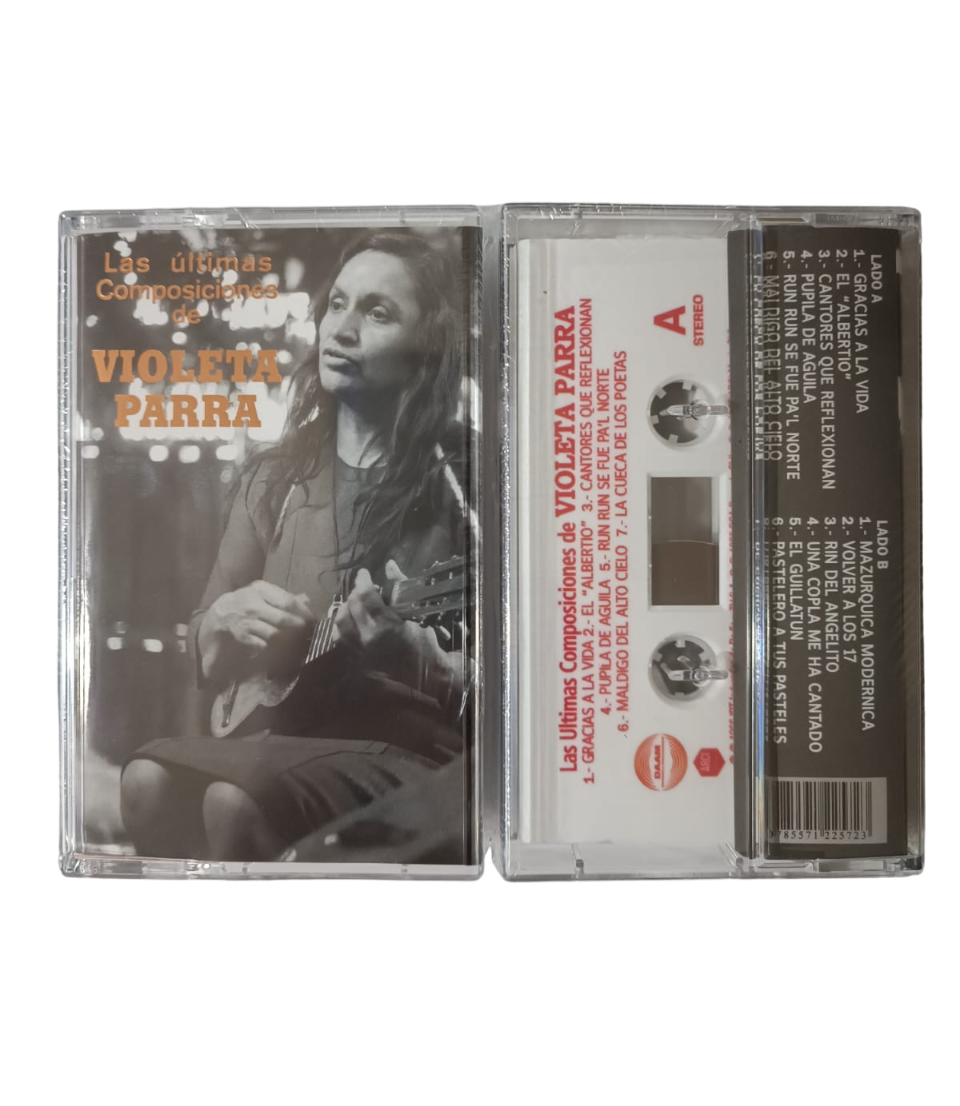 Las últimas
Composiciones
de
VIOLETA
PARRA
Las Ultimas Composiciones de VIOLETA PARRA
1.- GRACIAS A LA VIDA 2.- EL "ALBERTIO" 3.- CANTORES QUE REFLEXIONAN
4.- PUPILA DE AGUILA 5.- RUN RUN SE FUE PA'L NORTE
6.- MALDIGO DEL ALTO CIELO 7.- LA CUECA DE LOS POETAS
A
STEREO
LADO A
1.- GRACIAS A LA VIDA
2.- EL "ALBERTIO"
3.- CANTORES QUE REFLEXIONAN
4.- PUPILA DE AGUILA
5.- RUN RUN SE FUE PA'L NORTE
6.- MALDIGO DEL ALTO CIELO
LADO B
1.- MAZURQUICA MODERNICA
2.- VOLVER A LOS 17
3.- RIN DEL ANGELITO
4.- UNA COPLA ME HA CANTADO
5.- EL GUILLATUN
6.- PASTELERO A TUS PASTELES
785571 225723